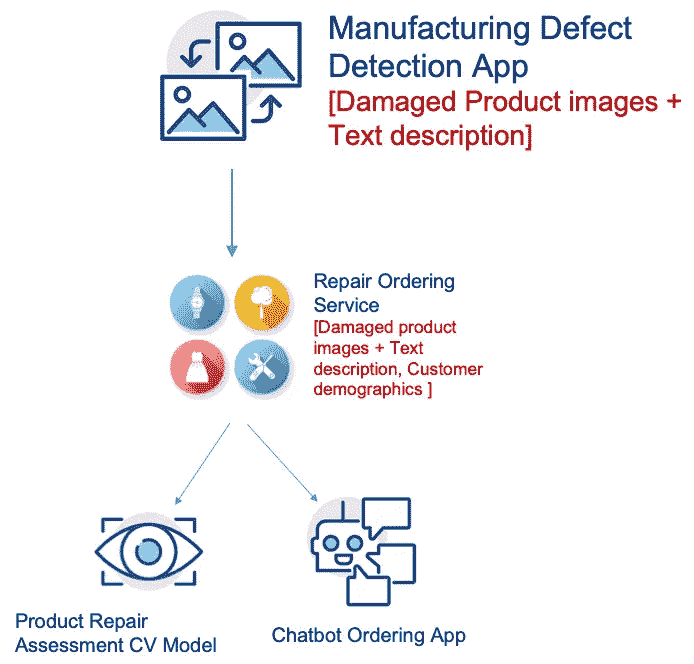 Manufacturing Defect
Detection App
[Damaged Product images +
Text description]
Repair Ordering
Service
[Damaged product
images + Text
description, Customer
demographics ]
Product Repair
Assessment CV Model
Chatbot Ordering App